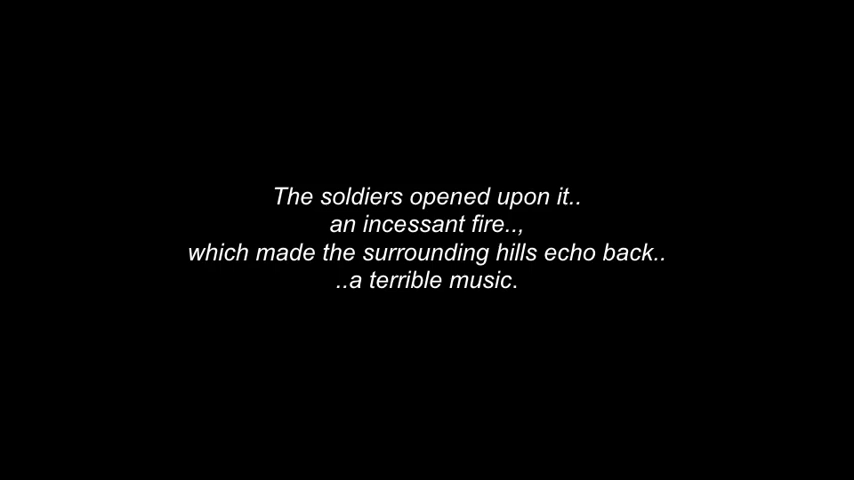 The soldiers opened upon it..
an incessant fire..,
which made the surrounding hills echo back..
..a terrible music.